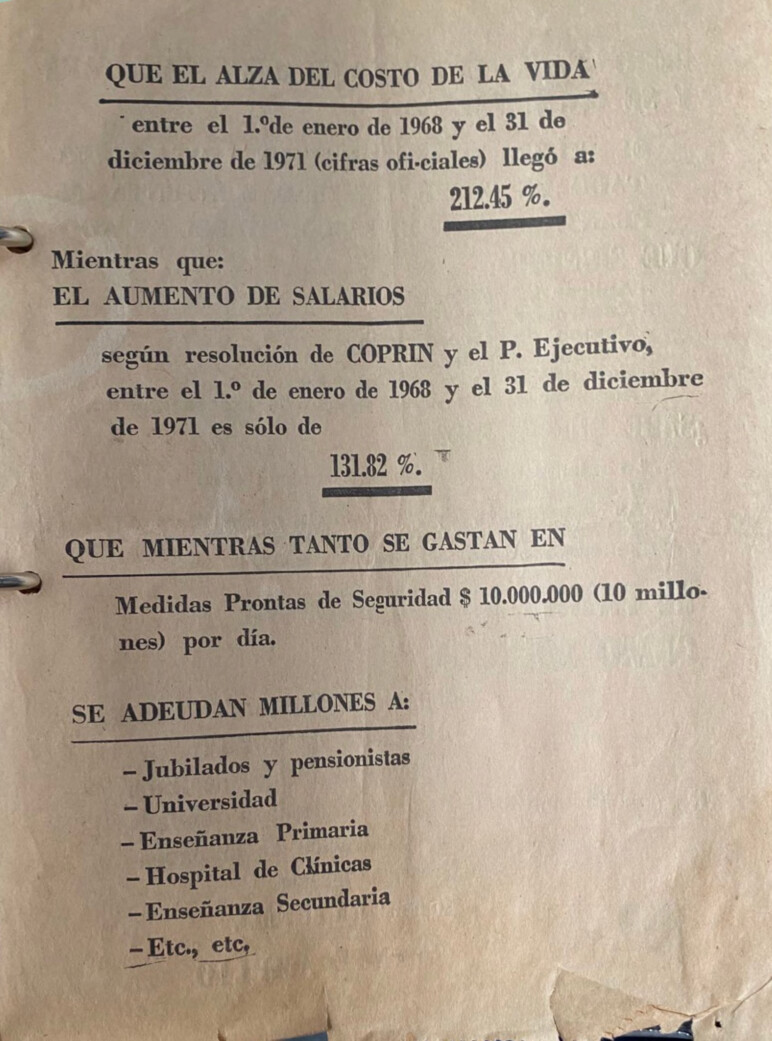 QUE EL ALZA DEL COSTO DE LA VIDA
entre el 1.º de enero de 1968 y el 31 de
diciembre de 1971 (cifras ofi-ciales) llegó a:
212.45 %.
Mientras que:
EL AUMENTO DE SALARIOS
según resolución de COPRIN y el P. Ejecutivo,
entre el 1.º de enero de 1968 y el 31 de diciembre
de 1971 es sólo de
131.82 %.
QUE MIENTRAS TANTO SE GASTAN EN
Medidas Prontas de Seguridad $ 10.000.000 (10 millo-
nes) por día.
SE ADEUDAN MILLONES A:
- Jubilados y pensionistas
- Universidad
- Enseñanza Primaria
- Hospital de Clínicas
- Enseñanza Secundaria
- Etc., etc,